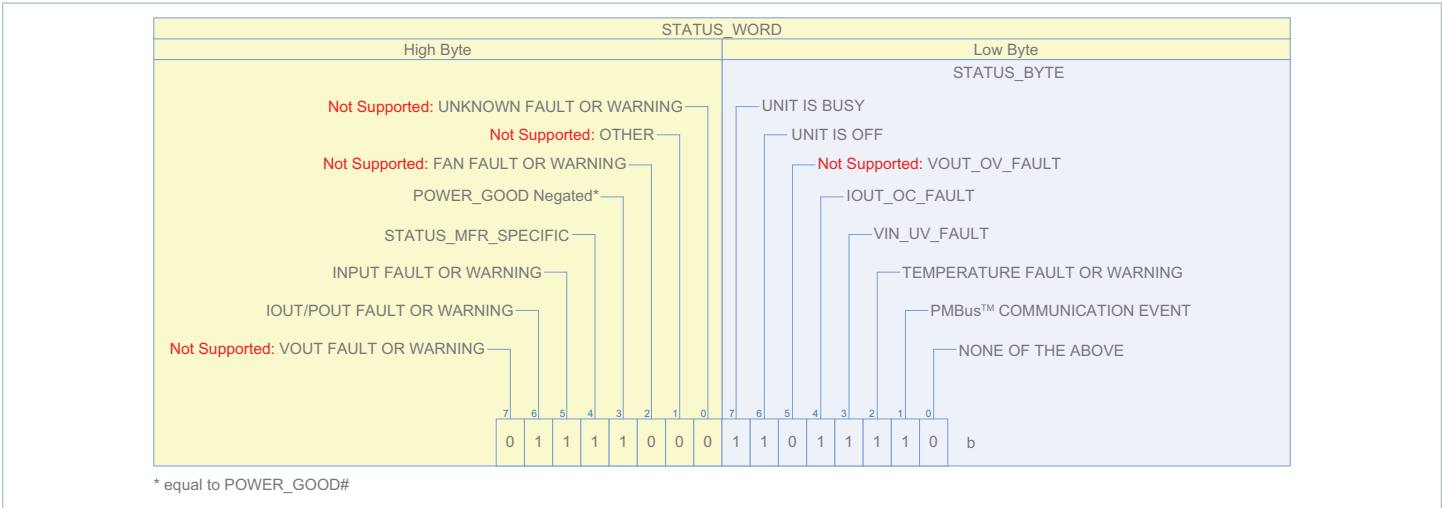 STATUS_WORD
High Byte
Low Byte
STATUS_BYTE
Not Supported: UNKNOWN FAULT OR WARNING
UNIT IS BUSY
Not Supported: OTHER
UNIT IS OFF
Not Supported: FAN FAULT OR WARNING
Not Supported: VOUT_OV_FAULT
POWER_GOOD Negated*
IOUT_OC_FAULT
STATUS_MFR_SPECIFIC
VIN_UV_FAULT
INPUT FAULT OR WARNING
TEMPERATURE FAULT OR WARNING
IOUT/POUT FAULT OR WARNING
PMBus™ COMMUNICATION EVENT
Not Supported: VOUT FAULT OR WARNING
NONE OF THE ABOVE
7 6 5 4 3 2 1 0 7 6 5 4 3 2 1 0
0 1 1 1 1 0 0 0 1 1 0 1 1 1 1 0 b
* equal to POWER_GOOD#